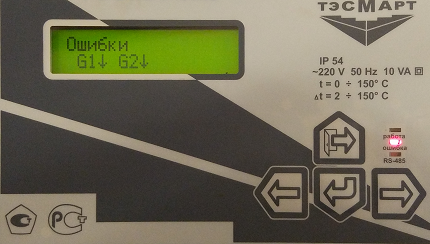 ТЭСМАРТ
Ошибки
G1↓ G2↓
IP 54
~220 V 50 Hz 10 VA
t = 0 ÷ 150° C
Δt = 2 ÷ 150° C
работа
ошибка
RS-485
РС